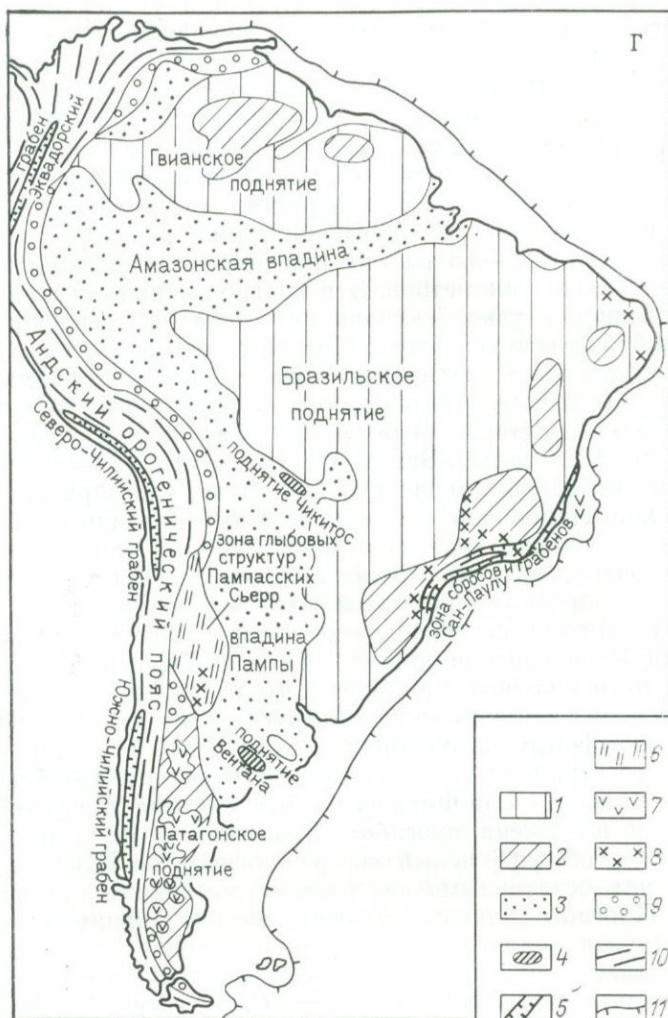 Г
грабен
Эквадорский
Гвианское
поднятие
Амазонская впадина
Бразильское
поднятие
Андский орогенический пояс
Северо-Чилийский грабен
поднятие Чикитос
зона глыбовых
структур
Пампасских
Сьерр
впадина
Пампы
зона сбросов и грабенов
Сан-Паулу
поднятие
Вентана
Южно-Чилийский грабен
Патагонское
поднятие
1
2
3
4
5
6
7
8
9
10
11